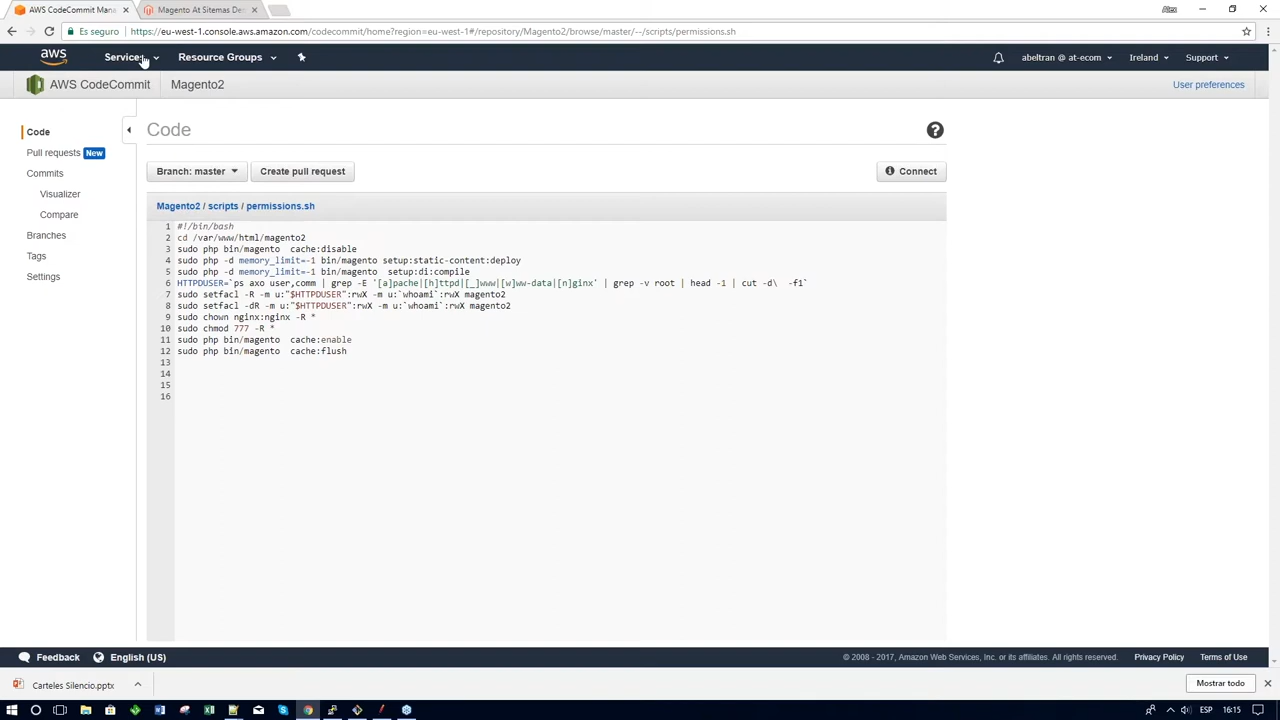 AWS CodeCommit Mana
Magento At Sitemas De
Alex
Es seguro
https://eu-west-1.console.aws.amazon.com/codecommit/home?region=eu-west-1#/repository/Magento2/browse/master/--/scripts/permissions.sh
aws
Services
Resource Groups
abeltran @ at-ecom
Ireland
Support
AWS CodeCommit
Magento2
User preferences
Code
Pull requests New
Commits
Visualizer
Compare
Branches
Tags
Settings
Code
?
Branch: master
Create pull request
Connect
Magento2 / scripts / permissions.sh
1 #!/bin/bash
2 cd /var/www/html/magento2
3 sudo php bin/magento  cache:disable
4 sudo php -d memory_limit=-1 bin/magento setup:static-content:deploy
5 sudo php -d memory_limit=-1 bin/magento  setup:di:compile
6 HTTPDUSER=`ps axo user,comm | grep -E '[a]pache|[h]ttpd|[_]www|[w]ww-data|[n]ginx' | grep -v root | head -1 | cut -d\  -f1`
7 sudo setfacl -R -m u:"$HTTPDUSER":rwX -m u:`whoami`:rwX magento2
8 sudo setfacl -dR -m u:"$HTTPDUSER":rwX -m u:`whoami`:rwX magento2
9 sudo chown nginx:nginx -R *
10 sudo chmod 777 -R *
11 sudo php bin/magento  cache:enable
12 sudo php bin/magento  cache:flush
13
14
15
16
Feedback
English (US)
© 2008 - 2017, Amazon Web Services, Inc. or its affiliates. All rights reserved.
Privacy Policy
Terms of Use
Carteles Silencio.pptx
Mostrar todo
ESP
16:15